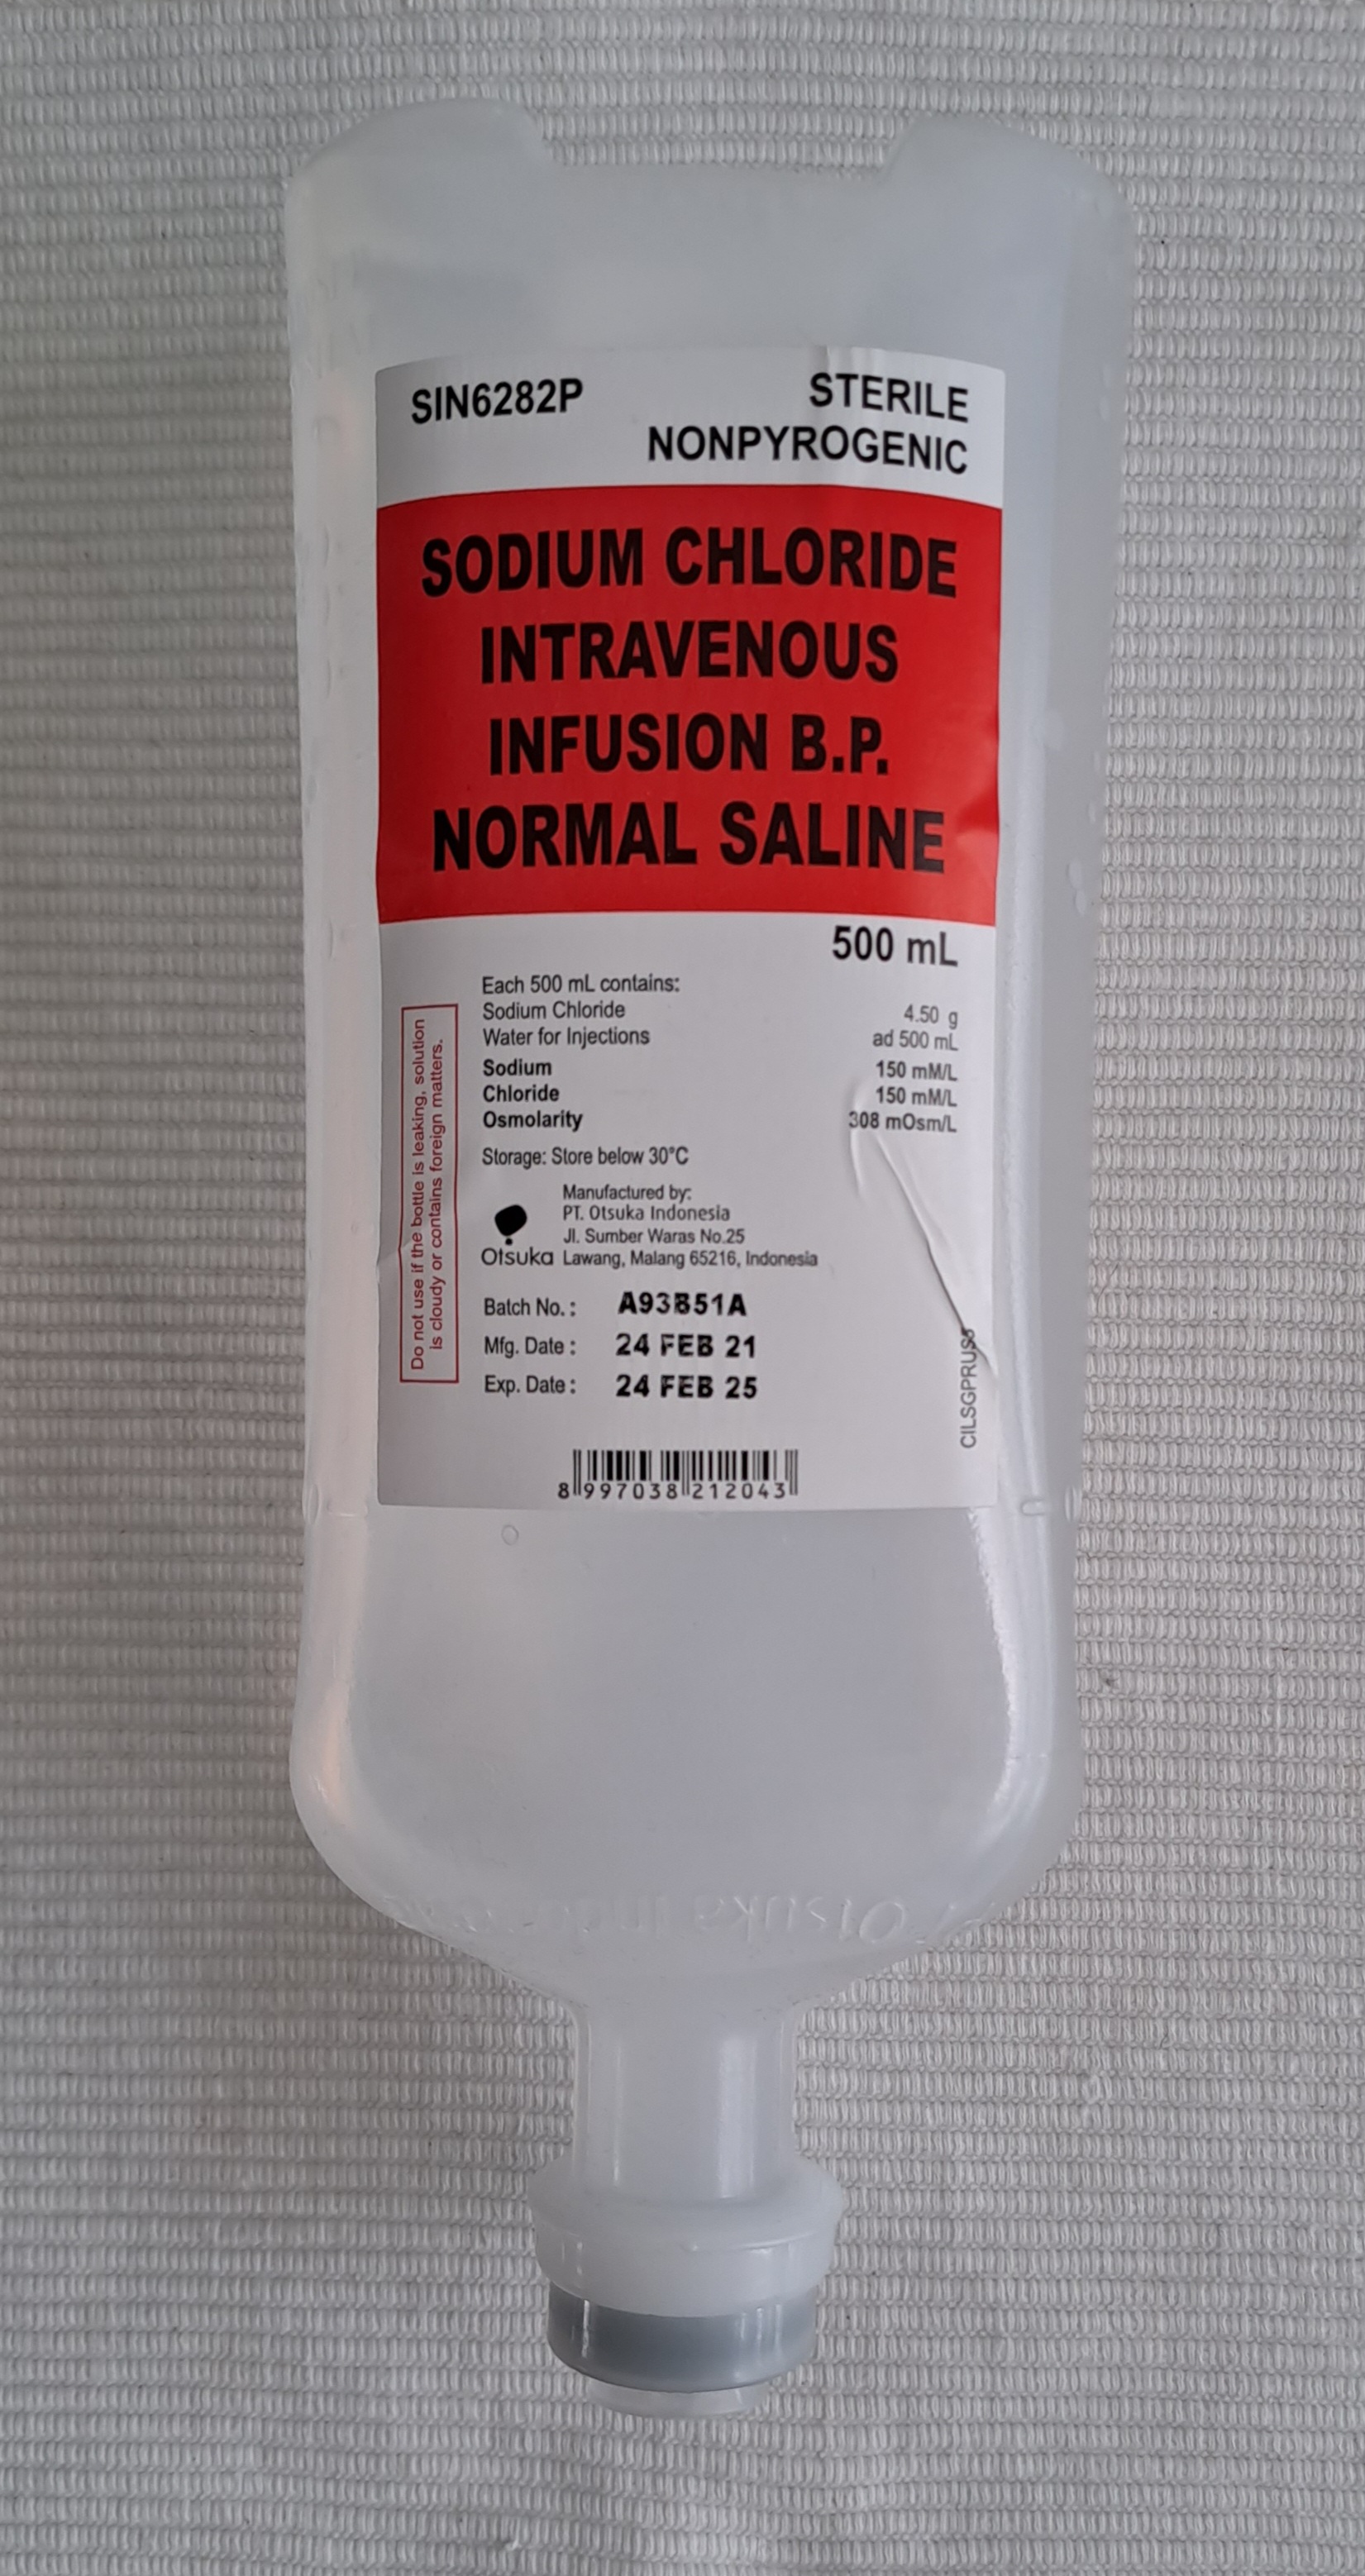 SIN6282P STERILE
NONPYROGENIC
SODIUM CHLORIDE
INTRAVENOUS
INFUSION B.P.
NORMAL SALINE
500 mL
Each 500 mL contains:
Sodium Chloride 4.50 g
Water for Injections ad 500 mL
Sodium 150 mM/L
Chloride 150 mM/L
Osmolarity 308 mOsm/L
Storage: Store below 30°C
Manufactured by:
PT. Otsuka Indonesia
Jl. Sumber Waras No.25
Otsuka Lawang, Malang 65216, Indonesia
Batch No. : A93B51A
Mfg. Date : 24 FEB 21
Exp. Date : 24 FEB 25
8 997038 212043
Do not use if the bottle is leaking, solution
is cloudy or contains foreign matters.
Otsuka